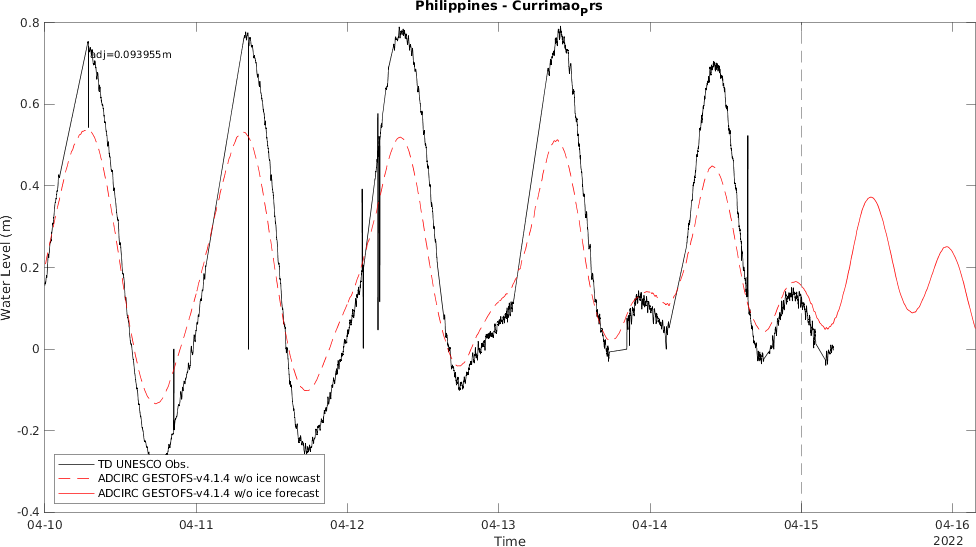 Philippines - Currimao_prs
adj=0.093955m
0.8
0.6
0.4
0.2
0
-0.2
-0.4
Water Level (m)
TD UNESCO Obs.
ADCIRC GESTOFS-v4.1.4 w/o ice nowcast
ADCIRC GESTOFS-v4.1.4 w/o ice forecast
04-10 04-11 04-12 04-13 04-14 04-15 04-16
Time
2022